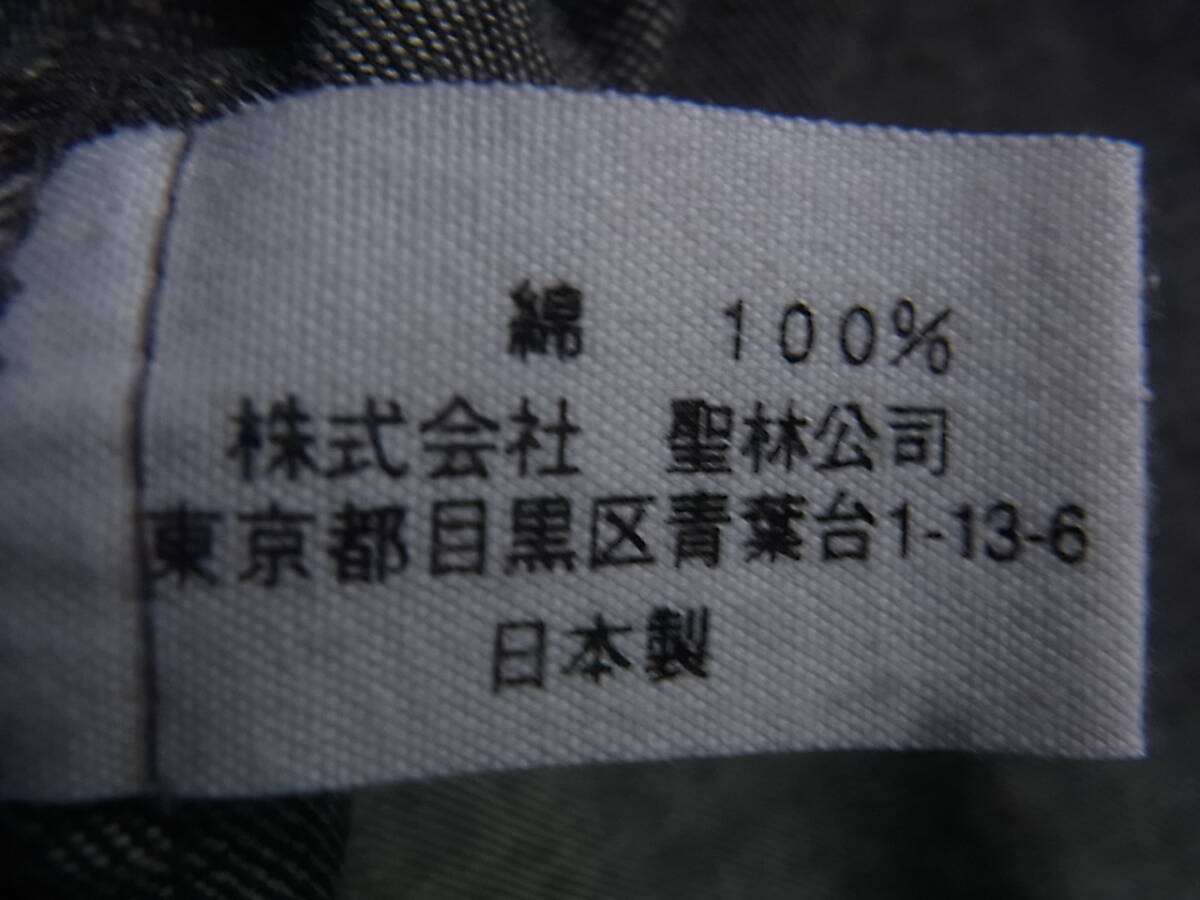 綿　100%
株式会社　聖林公司
東京都目黒区青葉台1-13-6
日本製